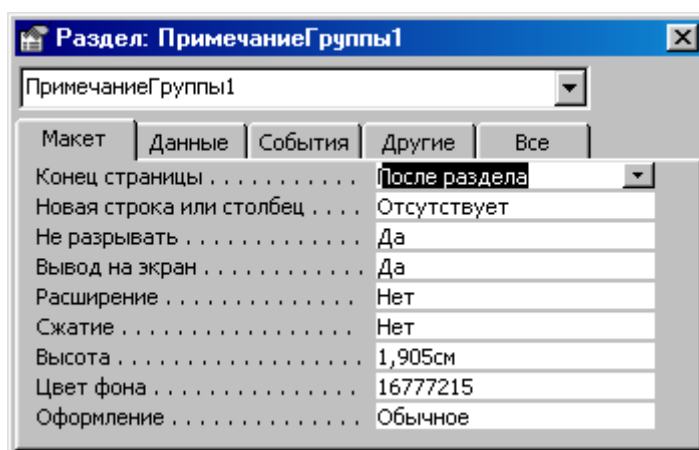 Раздел: ПримечаниеГруппы1
ПримечаниеГруппы1
Макет Данные События Другие Все
Конец страницы . . . . . . . . . . . После раздела
Новая строка или столбец . . . . Отсутствует
Не разрывать . . . . . . . . . . . . . Да
Вывод на экран . . . . . . . . . . . . Да
Расширение . . . . . . . . . . . . . . Нет
Сжатие . . . . . . . . . . . . . . . . . Нет
Высота . . . . . . . . . . . . . . . . . . 1,905см
Цвет фона . . . . . . . . . . . . . . . 16777215
Оформление . . . . . . . . . . . . . . Обычное